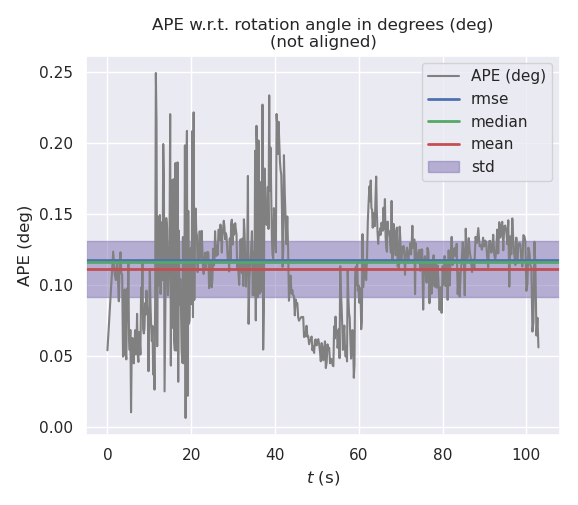 APE w.r.t. rotation angle in degrees (deg)
(not aligned)
APE (deg)
rmse
median
mean
std
APE (deg)
0.25
0.20
0.15
0.10
0.05
0.00
0 20 40 60 80 100
t (s)